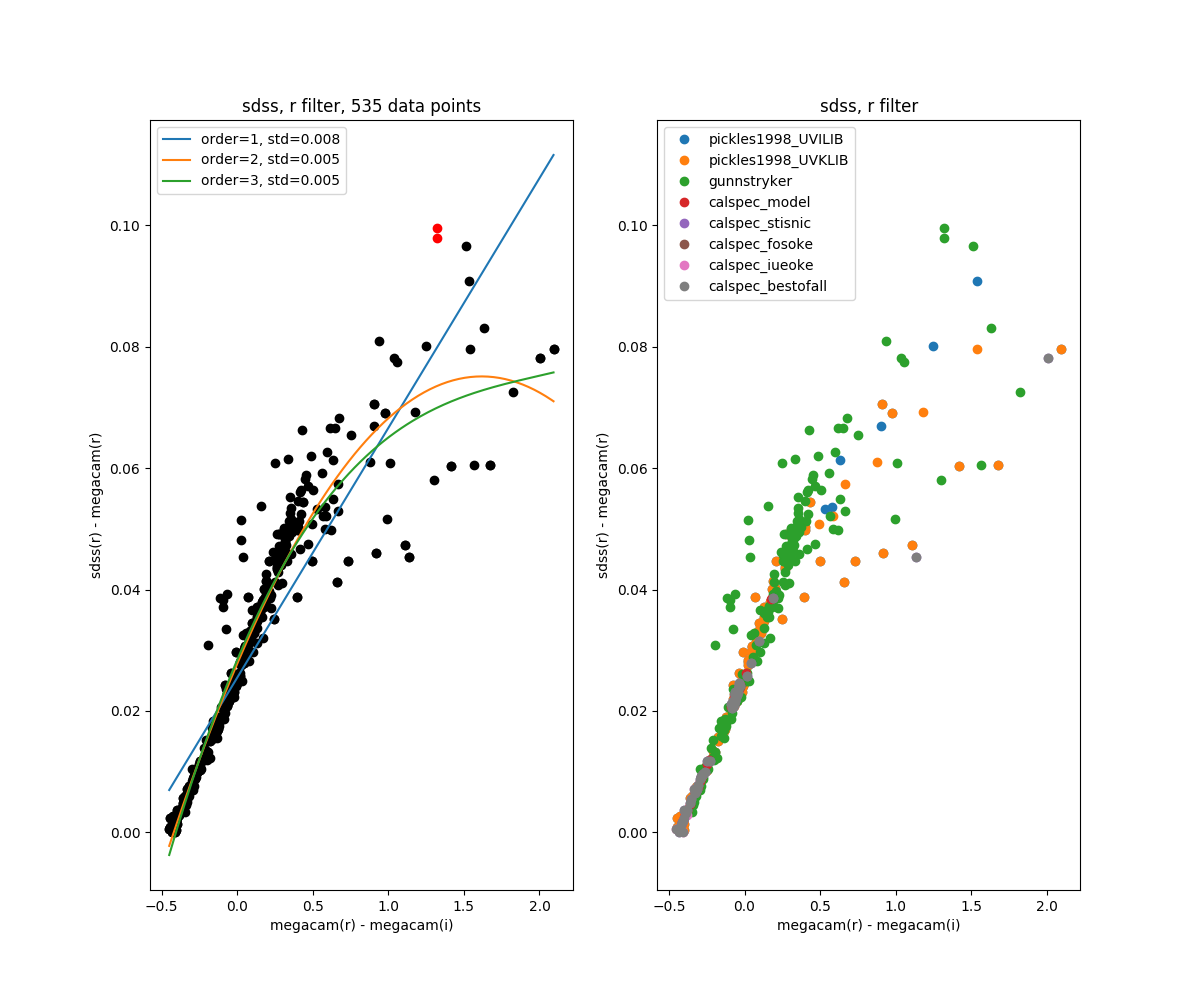 sdss, r filter, 535 data points
order=1, std=0.008
order=2, std=0.005
order=3, std=0.005
0.10
0.08
0.06
0.04
0.02
0.00
sdss(r) - megacam(r)
−0.5 0.0 0.5 1.0 1.5 2.0
megacam(r) - megacam(i)
sdss, r filter
pickles1998_UVILIB
pickles1998_UVKLIB
gunnstryker
calspec_model
calspec_stisnic
calspec_fosoke
calspec_iueoke
calspec_bestofall
0.10
0.08
0.06
0.04
0.02
0.00
sdss(r) - megacam(r)
−0.5 0.0 0.5 1.0 1.5 2.0
megacam(r) - megacam(i)